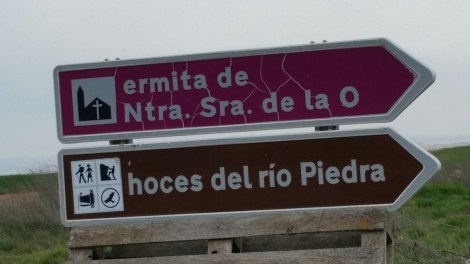 ermita de
Ntra. Sra. de la O
hoces del río Piedra